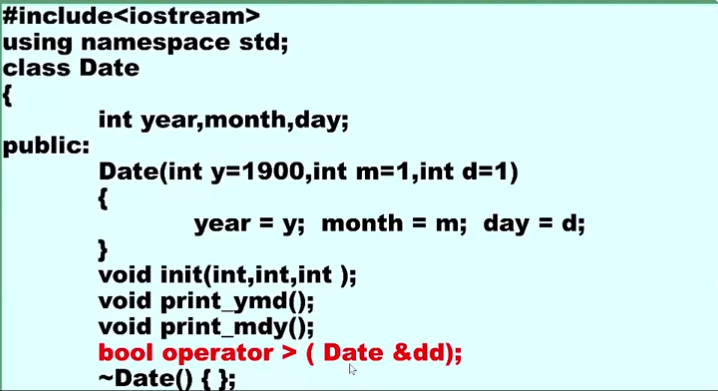 #include<iostream>
using namespace std;
class Date
{
int year,month,day;
public:
Date(int y=1900,int m=1,int d=1)
{
year = y;  month = m;  day = d;
}
void init(int,int,int );
void print_ymd();
void print_mdy();
bool operator > ( Date &dd);
~Date() { };